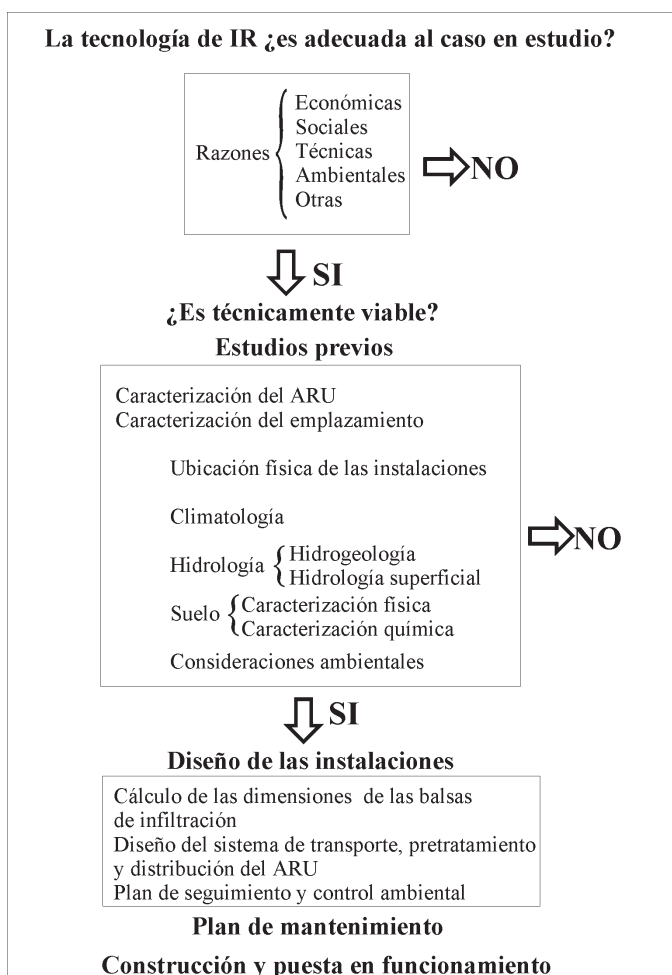 La tecnología de IR ¿es adecuada al caso en estudio?
Razones
Económicas
Sociales
Técnicas
Ambientales
Otras
NO
SI
¿Es técnicamente viable?
Estudios previos
Caracterización del ARU
Caracterización del emplazamiento
Ubicación física de las instalaciones
Climatología
Hidrología
Hidrogeología
Hidrología superficial
Suelo
Caracterización física
Caracterización química
Consideraciones ambientales
NO
SI
Diseño de las instalaciones
Cálculo de las dimensiones de las balsas
de infiltración
Diseño del sistema de transporte, pretratamiento
y distribución del ARU
Plan de seguimiento y control ambiental
Plan de mantenimiento
Construcción y puesta en funcionamiento